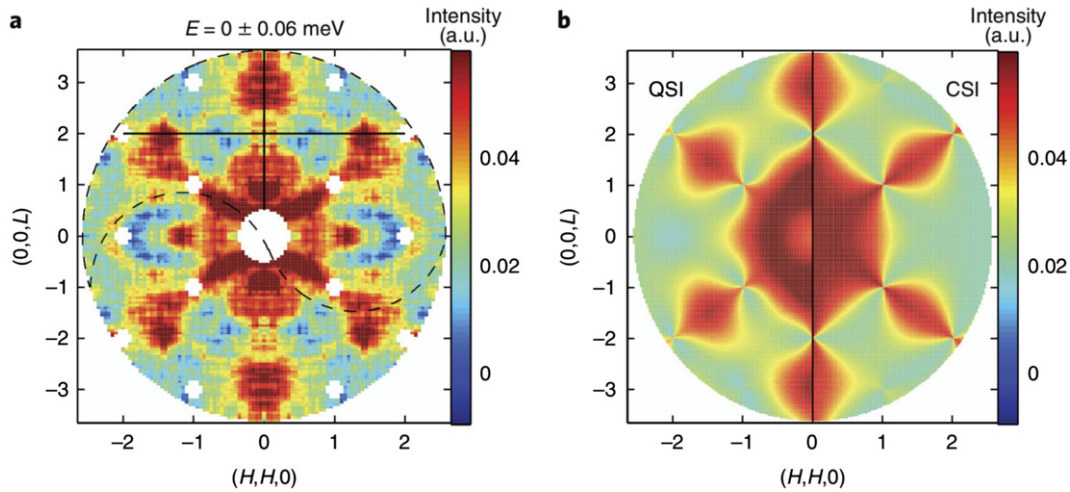 a
E = 0 ± 0.06 meV
Intensity
(a.u.)
3
2
1
0
−1
−2
−3
(0,0,L)
−2
−1
0
1
2
(H,H,0)
0.04
0.02
0
b
Intensity
(a.u.)
QSI
CSI
3
2
1
0
−1
−2
−3
(0,0,L)
−2
−1
0
1
2
(H,H,0)
0.04
0.02
0